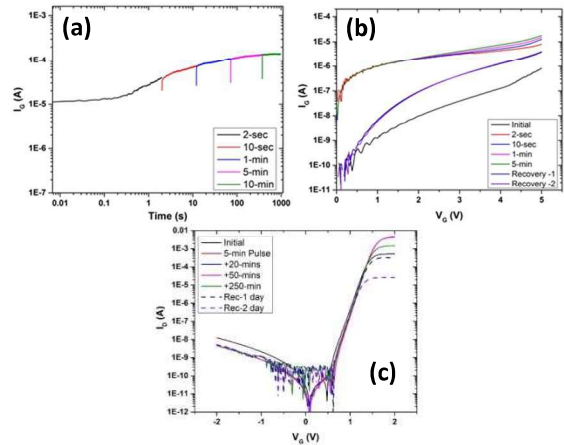 (a)
1E-3
1E-4
1E-5
1E-6
1E-7
I_G (A)
0.01 0.1 1 10 100 1000
Time (s)
2-sec
10-sec
1-min
5-min
10-min
(b)
1E-4
1E-5
1E-6
1E-7
1E-8
1E-9
1E-10
1E-11
I_G (A)
0 1 2 3 4 5
V_G (V)
Initial
2-sec
10-sec
1-min
5-min
Recovery -1
Recovery -2
0.01
1E-3
1E-4
1E-5
1E-6
1E-7
1E-8
1E-9
1E-10
1E-11
1E-12
I_D (A)
Initial
5-min Pulse
+20-mins
+50-mins
+250-min
Rec-1 day
Rec-2 day
(c)
-2 -1 0 1 2
V_G (V)